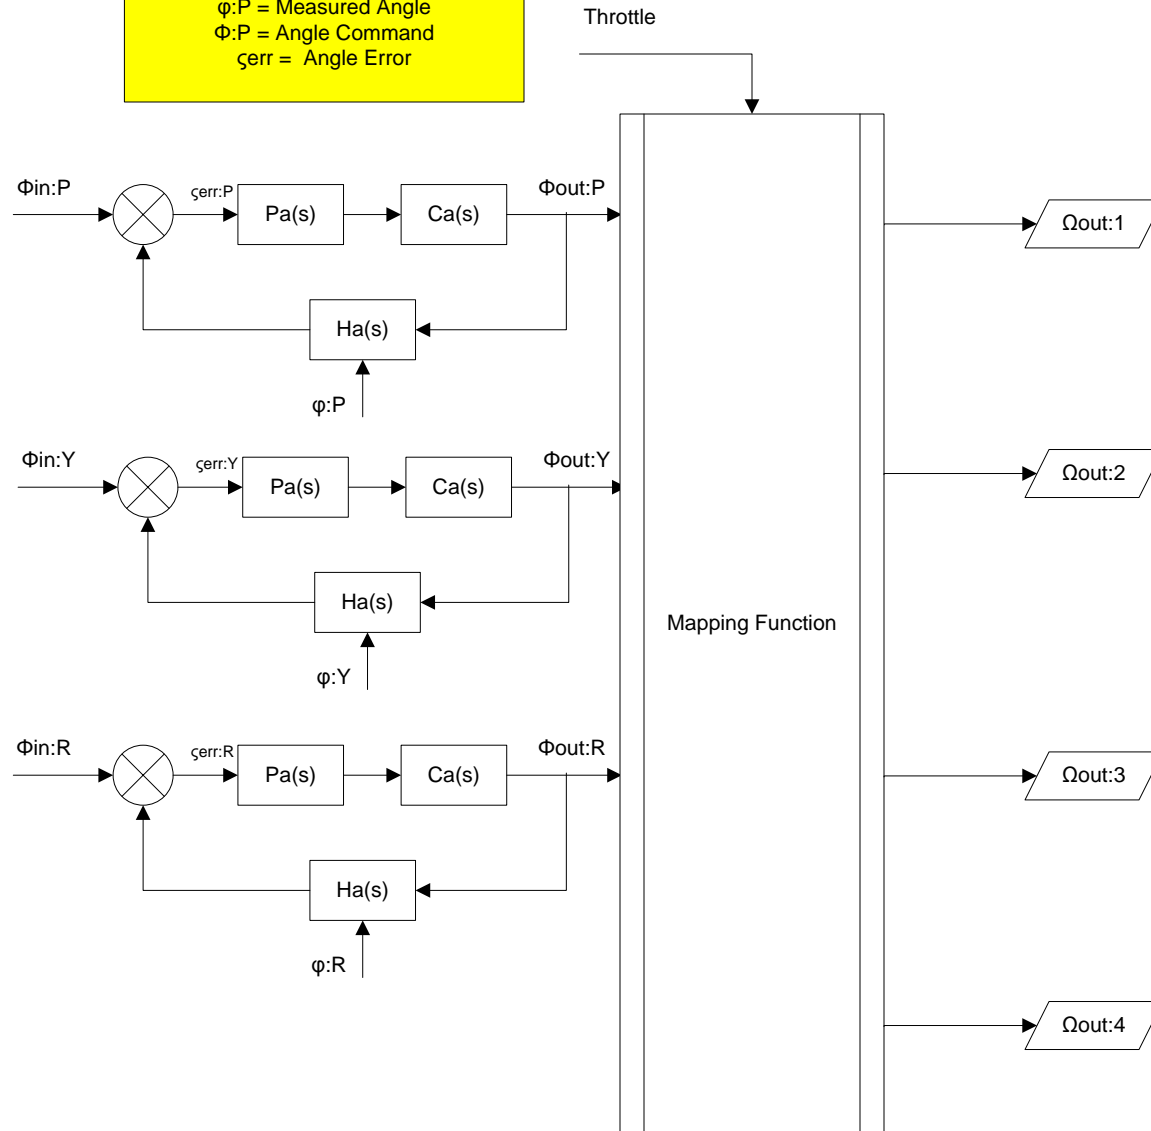 φ:P = Measured Angle
Φ:P = Angle Command
ςerr =  Angle Error
Throttle
Φin:P
ςerr:P
Pa(s)
Ca(s)
Φout:P
Ha(s)
φ:P
Ωout:1
Φin:Y
ςerr:Y
Pa(s)
Ca(s)
Φout:Y
Ha(s)
φ:Y
Ωout:2
Mapping Function
Φin:R
ςerr:R
Pa(s)
Ca(s)
Φout:R
Ha(s)
φ:R
Ωout:3
Ωout:4